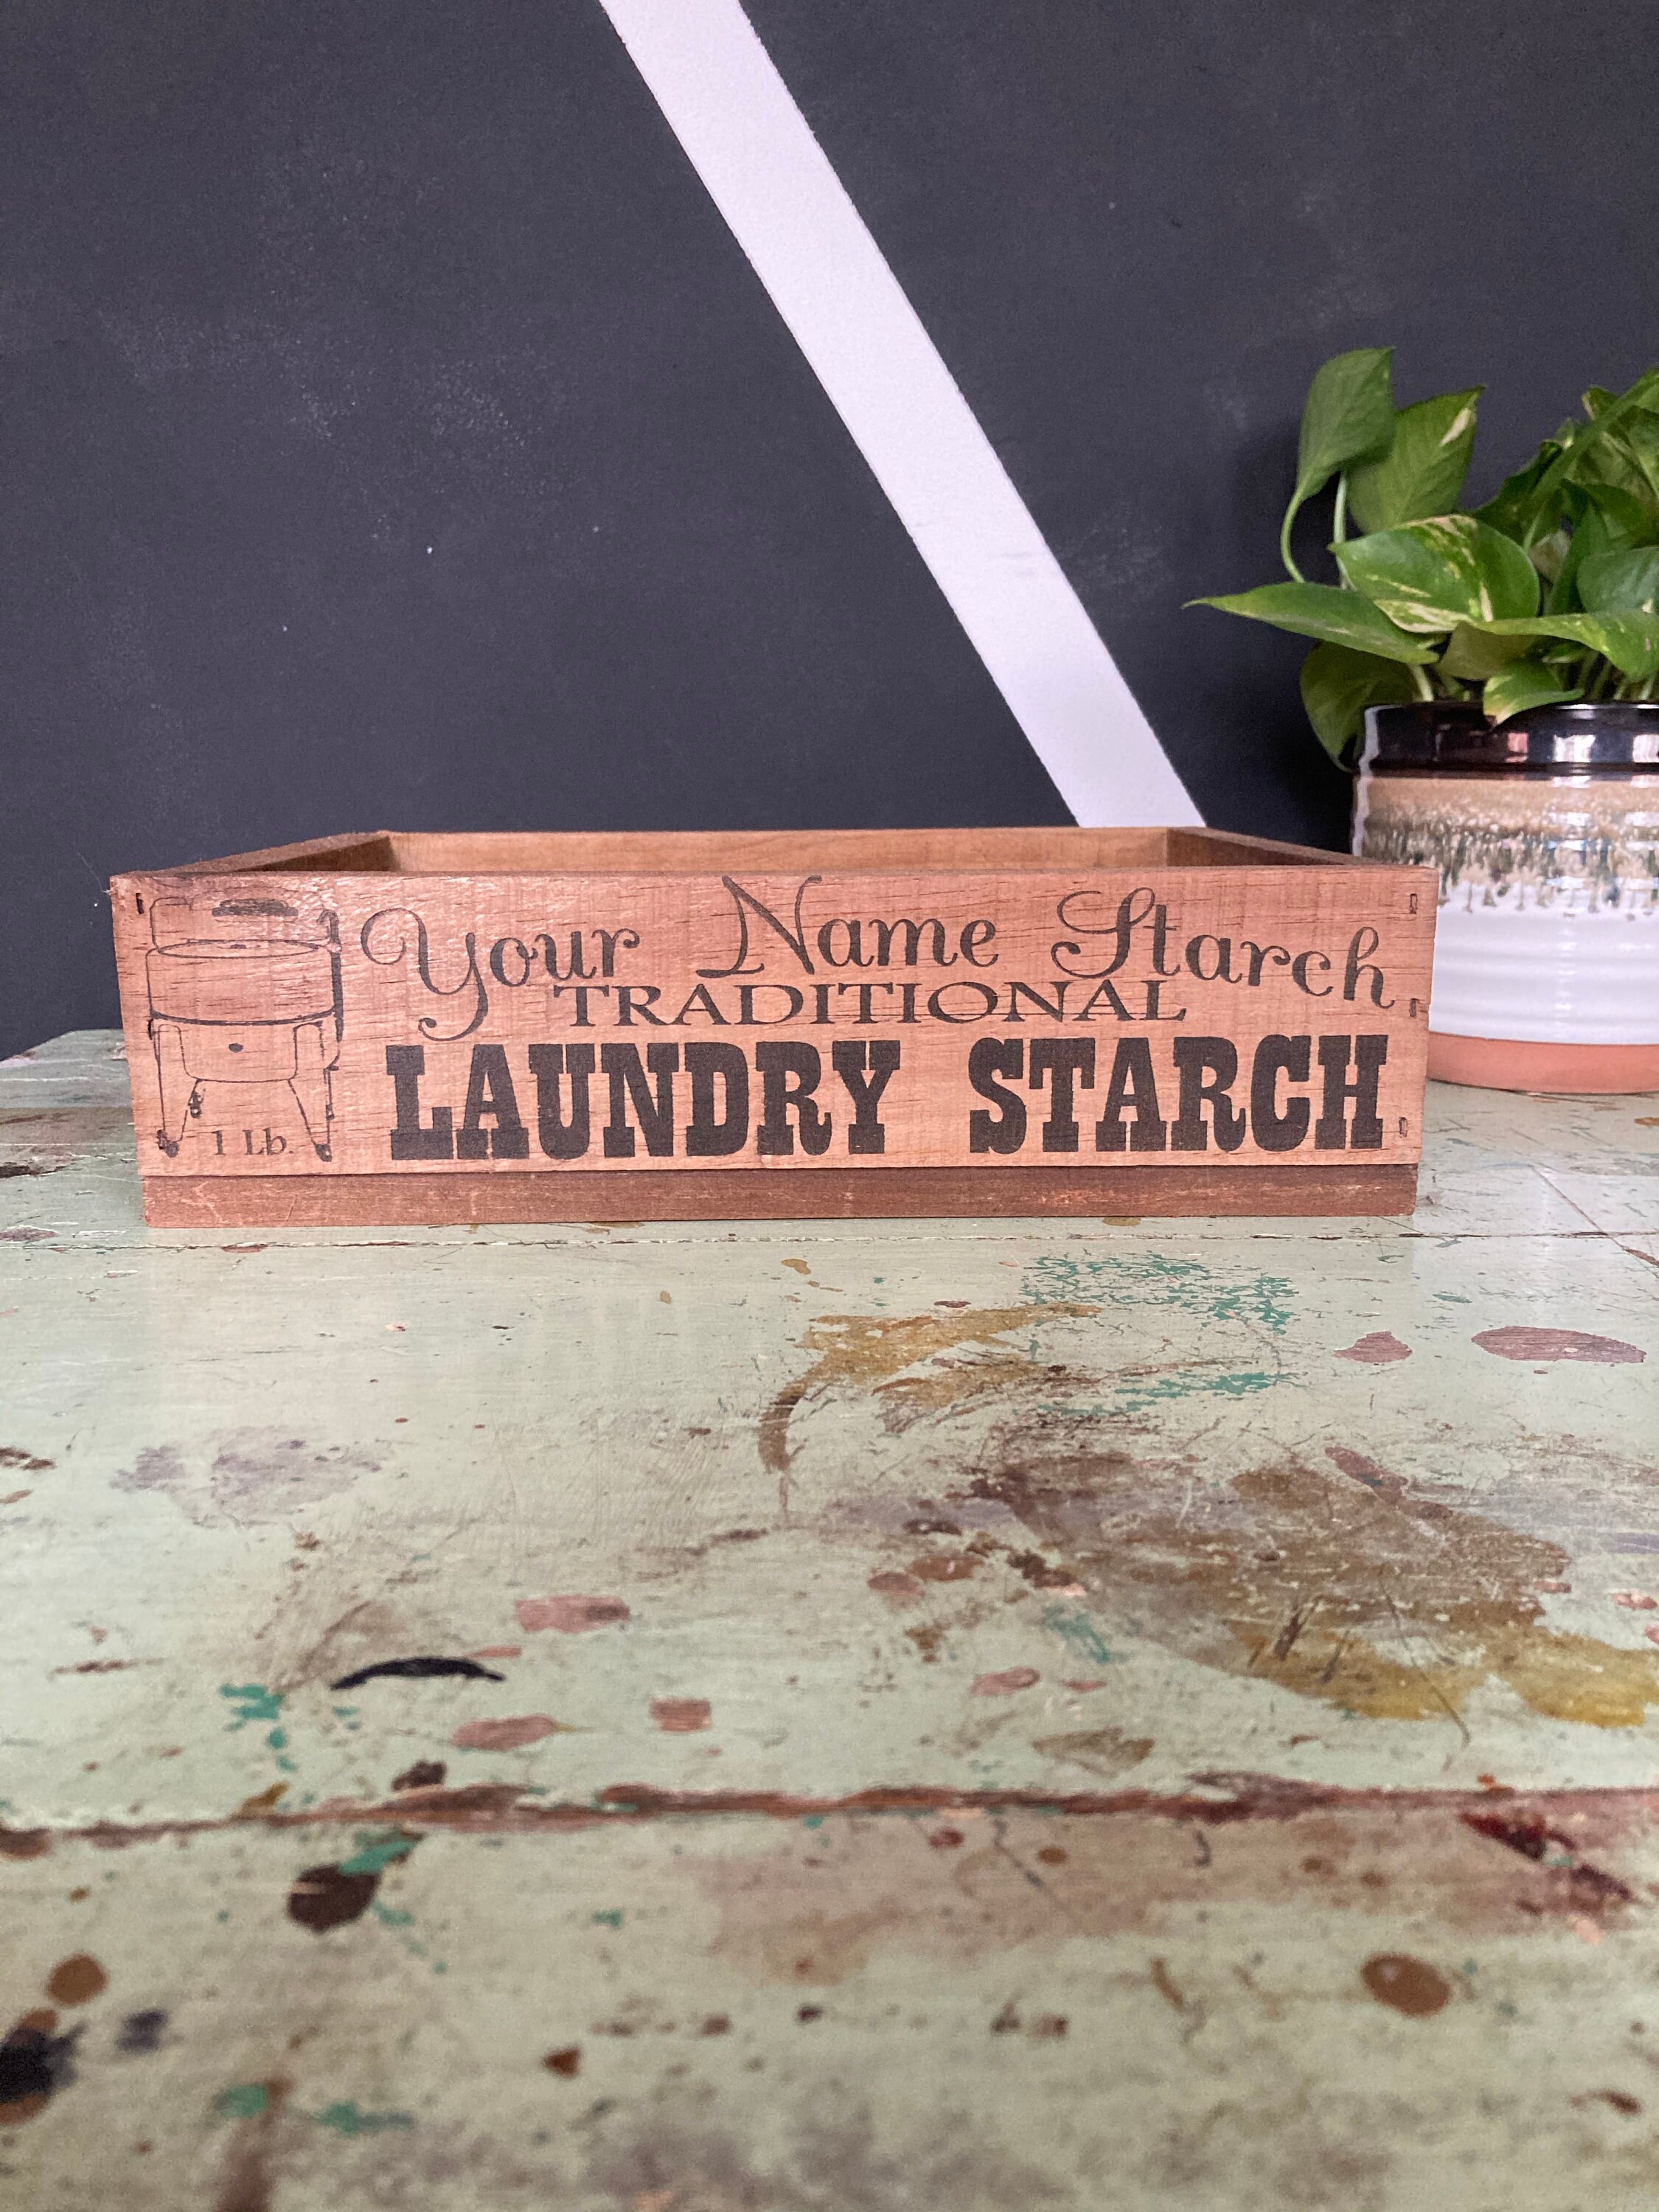 Your Name Starch
TRADITIONAL
LAUNDRY STARCH
1 Lb.